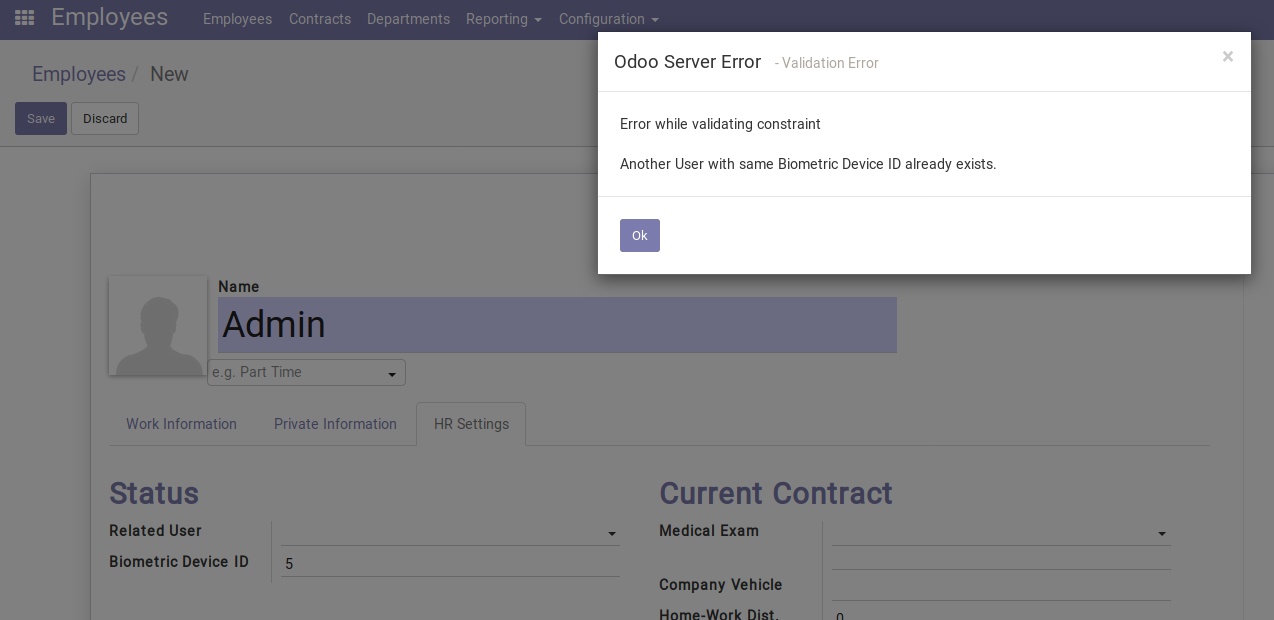 Employees Employees Contracts Departments Reporting Configuration
Odoo Server Error - Validation Error ×
Employees / New
Save Discard
Error while validating constraint
Another User with same Biometric Device ID already exists.
Ok
Name
Admin
e.g. Part Time
Work Information Private Information HR Settings
Status Current Contract
Related User Medical Exam
Biometric Device ID 5
Company Vehicle
Home-Work Dist. 0